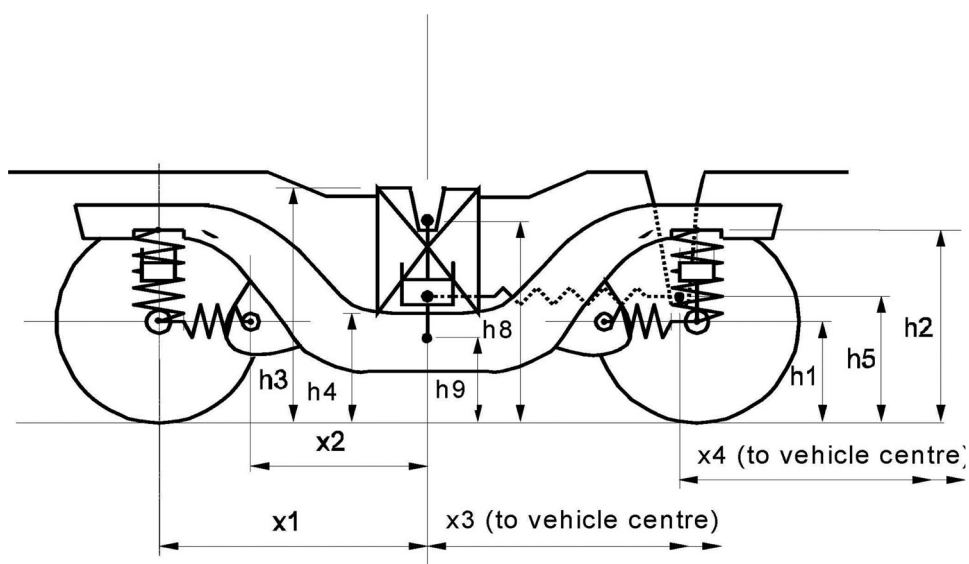 h8
h2
h5
h1
h3
h4
h9
x2
x4 (to vehicle centre)
x1
x3 (to vehicle centre)